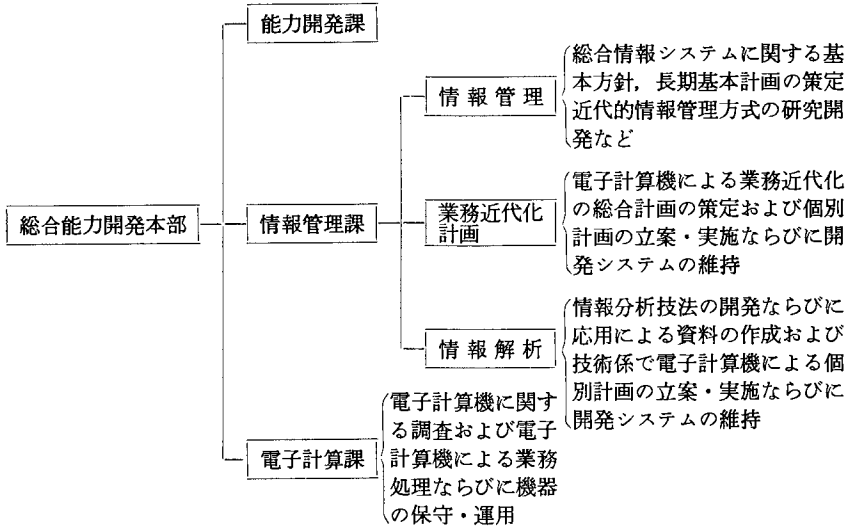 能力開発課
総合情報システムに関する基
本方針，長期基本計画の策定
近代的情報管理方式の研究開
発など
情報管理
電子計算機による業務近代化
の総合計画の策定および個別
計画の立案・実施ならびに開
発システムの維持
総合能力開発本部
情報管理課
業務近代化
計画
情報分析技法の開発ならびに
応用による資料の作成および
技術係で電子計算機による個
別計画の立案・実施ならびに
開発システムの維持
情報解析
電子計算機に関す
る調査および電子
計算機による業務
処理ならびに機器
の保守・運用
電子計算課